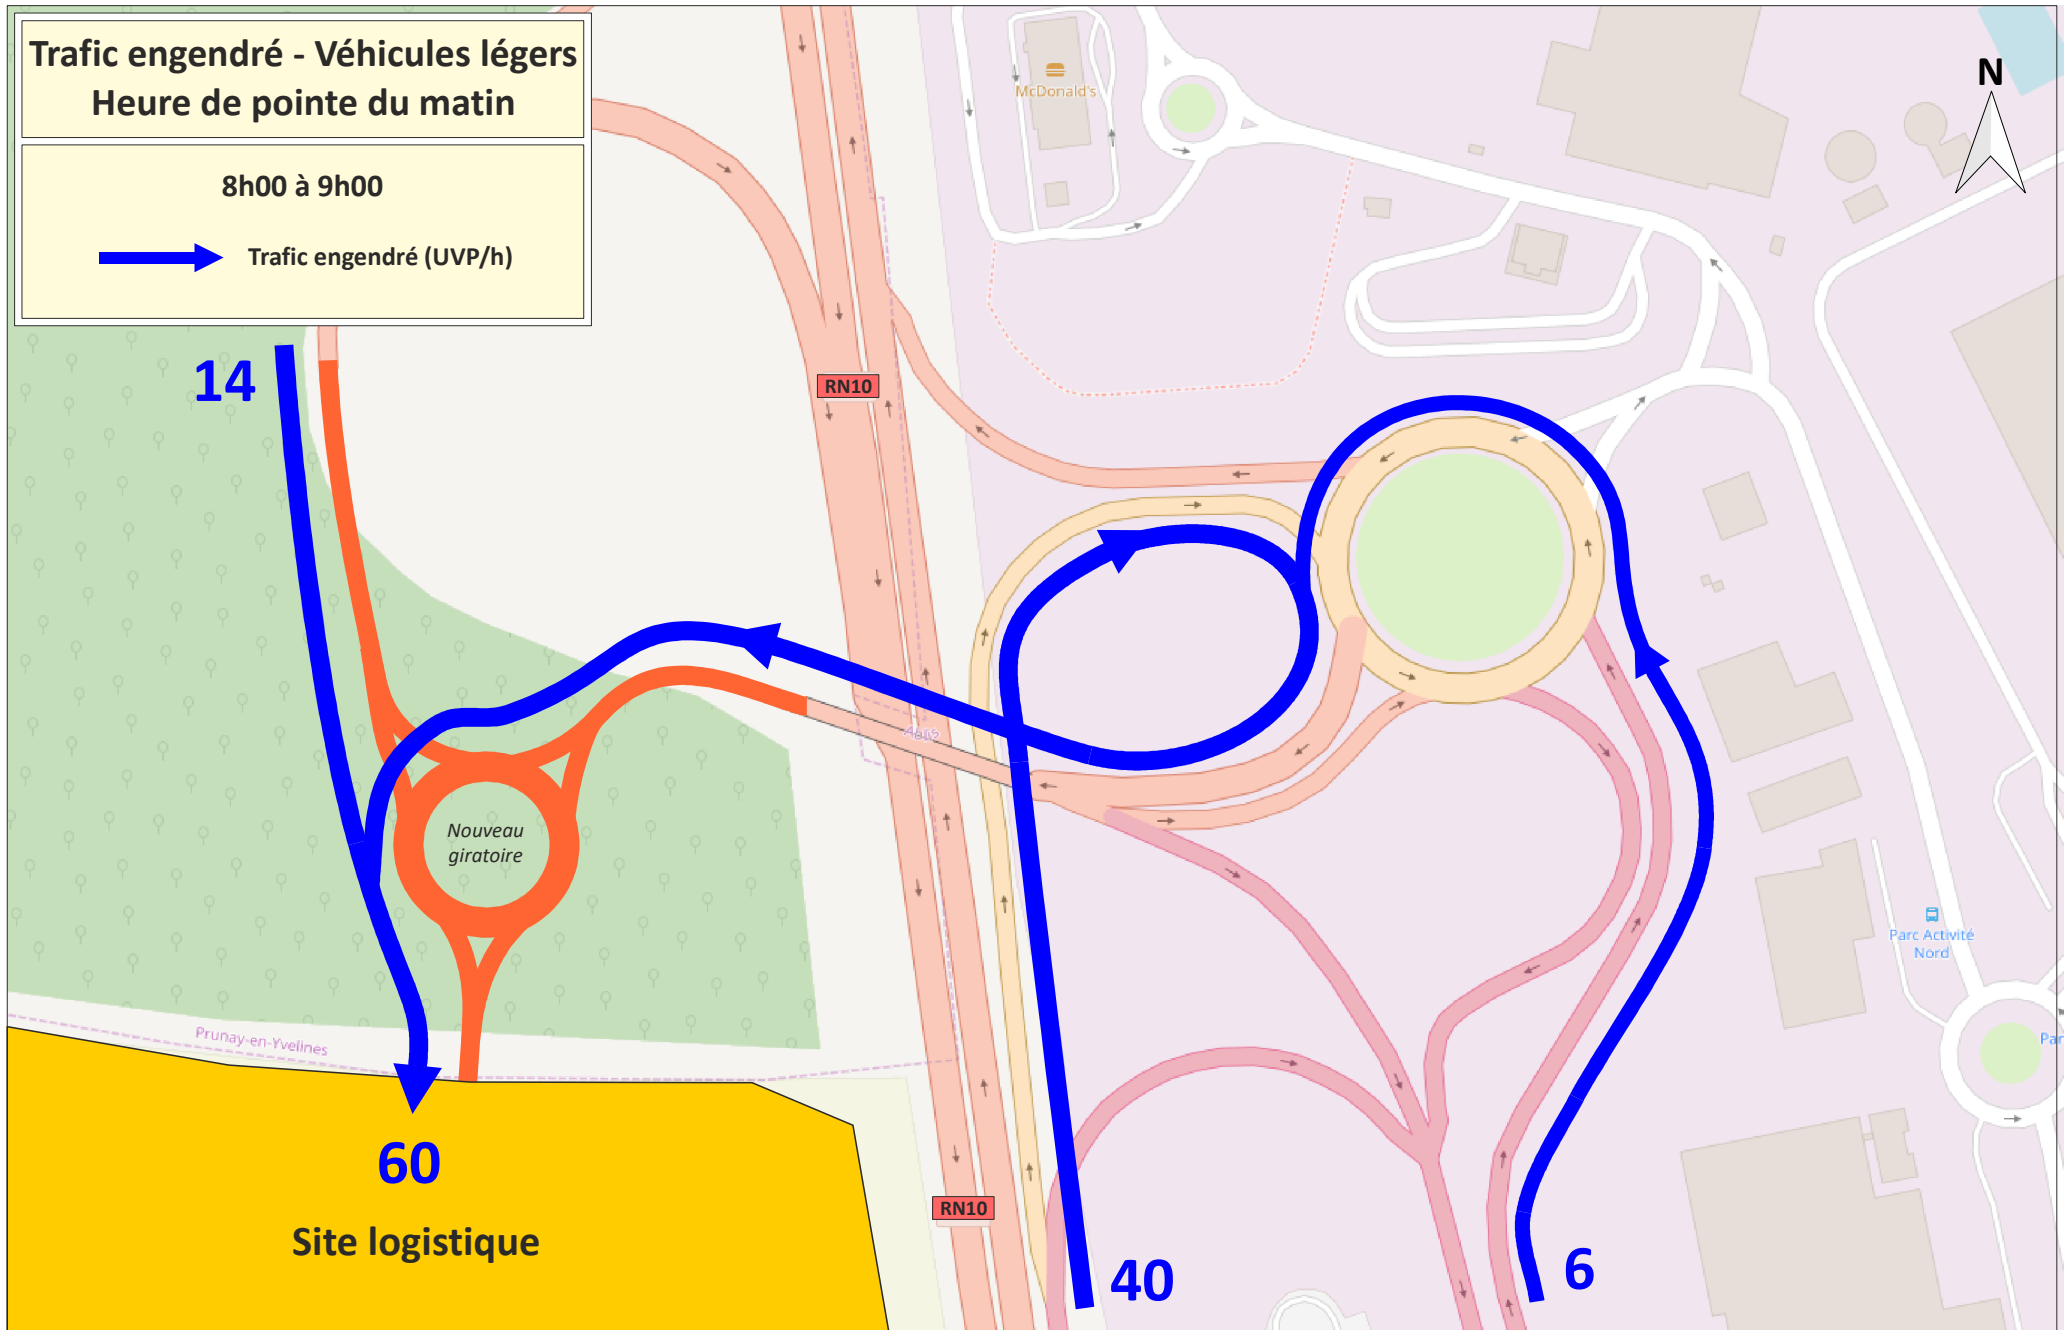 Trafic engendré - Véhicules légers
Heure de pointe du matin
8h00 à 9h00
Trafic engendré (UVP/h)
N
McDonald's
14
RN10
Nouveau
giratoire
Parc Activité
Nord
Prunay-en-Yvelines
60
Site logistique
RN10
40
6